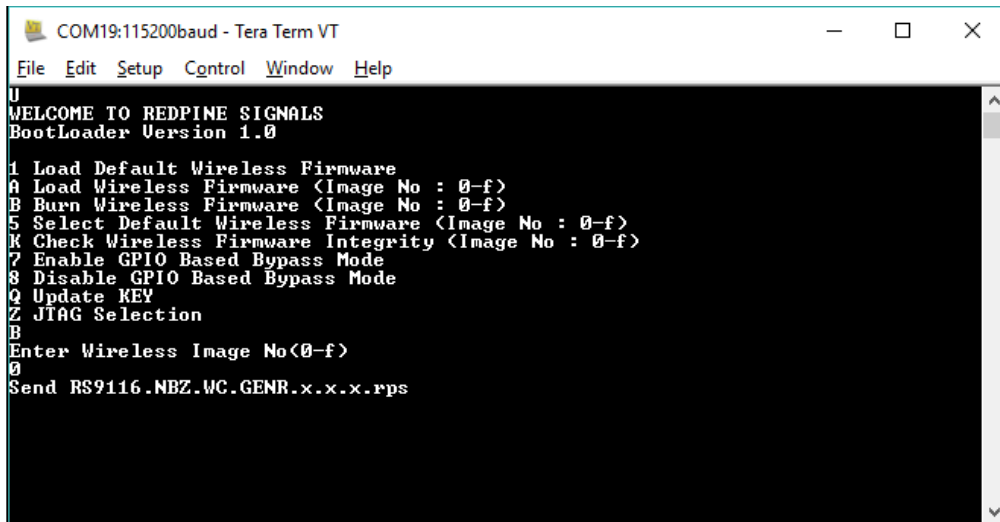 COM19:115200baud - Tera Term VT
File Edit Setup Control Window Help
U
WELCOME TO REDPINE SIGNALS
BootLoader Version 1.0
1 Load Default Wireless Firmware
A Load Wireless Firmware (Image No : 0-f)
B Burn Wireless Firmware (Image No : 0-f)
5 Select Default Wireless Firmware (Image No : 0-f)
K Check Wireless Firmware Integrity (Image No : 0-f)
7 Enable GPIO Based Bypass Mode
8 Disable GPIO Based Bypass Mode
Q Update KEY
Z JTAG Selection
B
Enter Wireless Image No(0-f)
0
Send RS9116.NBZ.WC.GENR.x.x.x.rps